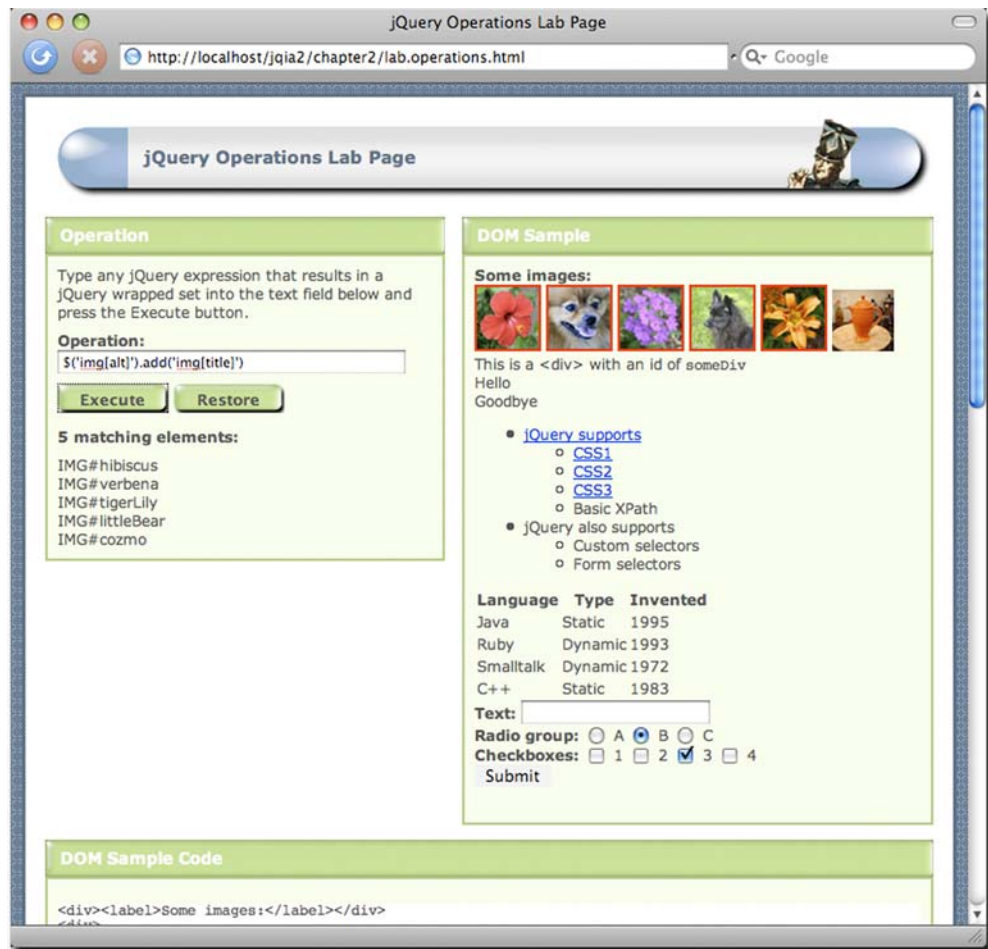 jQuery Operations Lab Page
http://localhost/jqia2/chapter2/lab.operations.html
Google
jQuery Operations Lab Page
Operation
Type any jQuery expression that results in a
jQuery wrapped set into the text field below and
press the Execute button.
Operation:
$('img[alt]').add('img[title]')
Execute Restore
5 matching elements:
IMG#hibiscus
IMG#verbena
IMG#tigerLily
IMG#littleBear
IMG#cozmo
DOM Sample
Some images:
This is a <div> with an id of someDiv
Hello
Goodbye
jQuery supports
CSS1
CSS2
CSS3
Basic XPath
jQuery also supports
Custom selectors
Form selectors
Language Type Invented
Java Static 1995
Ruby Dynamic 1993
Smalltalk Dynamic 1972
C++ Static 1983
Text:
Radio group: A B C
Checkboxes: 1 2 3 4
Submit
DOM Sample Code
<div><label>Some images:</label></div>
<div>